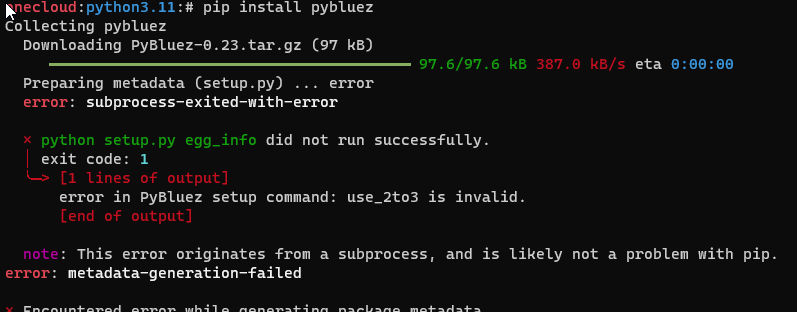 onecloud:python3.11:# pip install pybluez
Collecting pybluez
Downloading PyBluez-0.23.tar.gz (97 kB)
97.6/97.6 kB 387.0 kB/s eta 0:00:00
Preparing metadata (setup.py) ... error
error: subprocess-exited-with-error
× python setup.py egg_info did not run successfully.
│ exit code: 1
╰─> [1 lines of output]
error in PyBluez setup command: use_2to3 is invalid.
[end of output]
note: This error originates from a subprocess, and is likely not a problem with pip.
error: metadata-generation-failed
× Encountered error while generating package metadata.